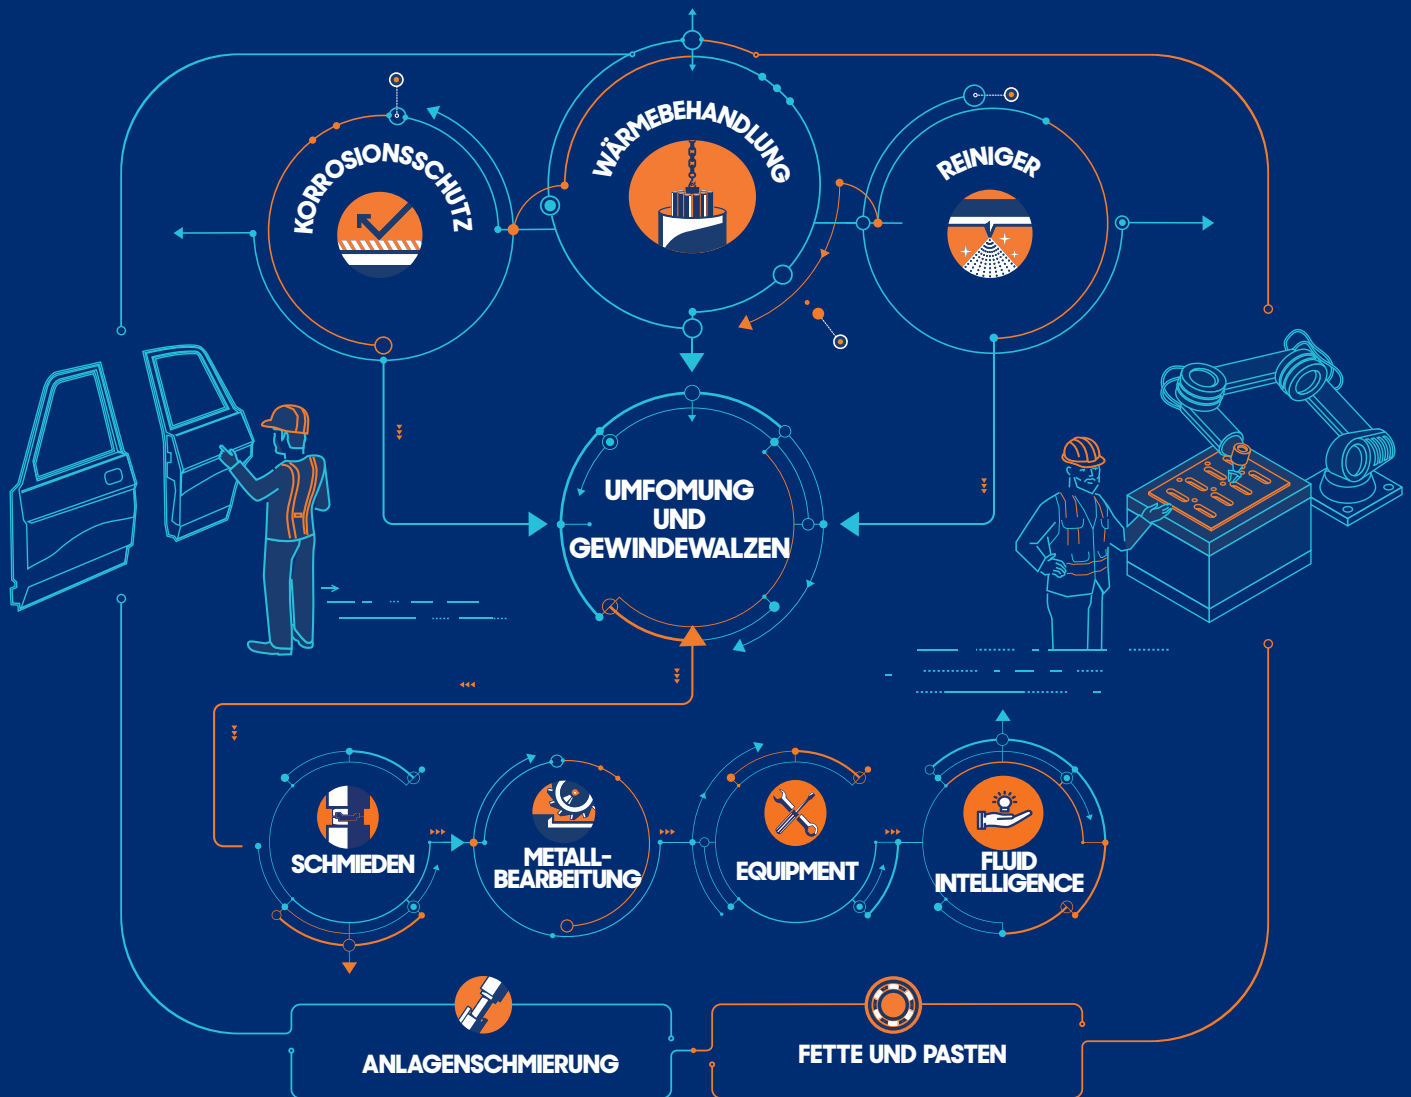 KORROSIONSSCHUTZ
WÄRMEBEHANDLUNG
REINIGER
UMFOMUNG
UND
GEWINDEWALZEN
SCHMIEDEN
METALL-
BEARBEITUNG
EQUIPMENT
FLUID
INTELLIGENCE
ANLAGENSCHMIERUNG
FETTE UND PASTEN